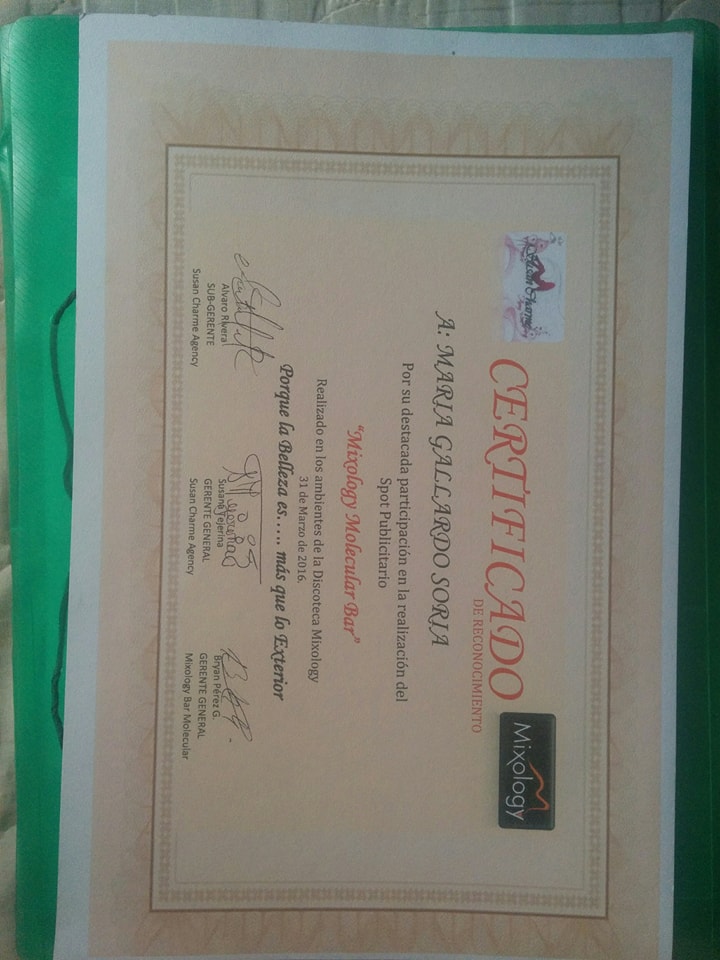 Susan Charme
CERTIFICADO
DE RECONOCIMIENTO
Mixology
A: MARIA GALLARDO SORIA
Por su destacada participación en la realización del
Spot Publicitario
“Mixology Molecular Bar”
Realizado en los ambientes de la Discoteca Mixology
31 de Marzo de 2016.
Porque la Belleza es..... más que lo Exterior
Alvaro Rivera
SUB-GERENTE
Susan Charme Agency
Susana Tejerina
GERENTE GENERAL
Susan Charme Agency
Bryan Pérez G.
GERENTE GENERAL
Mixology Bar Molecular